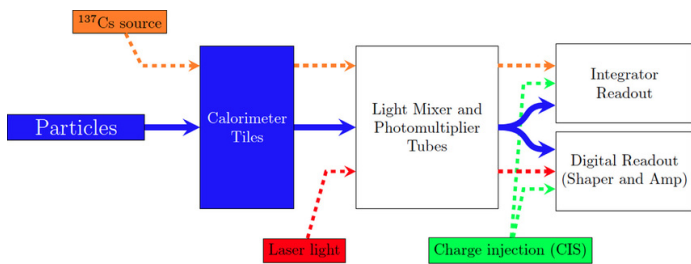 ¹³⁷Cs source
Particles
Calorimeter
Tiles
Light Mixer and
Photomultiplier
Tubes
Integrator
Readout
Digital Readout
(Shaper and Amp)
Laser light
Charge injection (CIS)